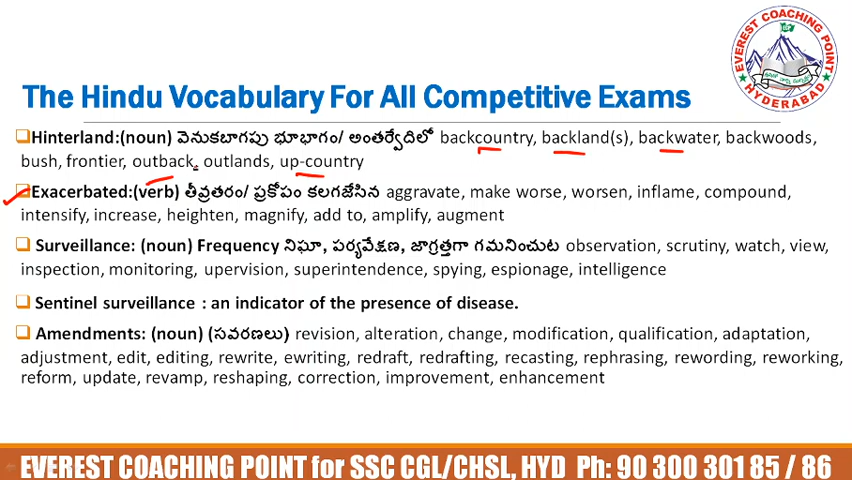 EVEREST COACHING POINT
HYDERABAD
The Hindu Vocabulary For All Competitive Exams
Hinterland:(noun) వెనుకబాగపు భూభాగం/ అంతర్వేదిలో backcountry, backland(s), backwater, backwoods,
bush, frontier, outback, outlands, up-country
Exacerbated:(verb) తీవ్రతరం/ ప్రకోపం కలగజేసిన aggravate, make worse, worsen, inflame, compound,
intensify, increase, heighten, magnify, add to, amplify, augment
Surveillance: (noun) Frequency నిఘా, పర్యవేక్షణ, జాగ్రత్తగా గమనించుట observation, scrutiny, watch, view,
inspection, monitoring, upervision, superintendence, spying, espionage, intelligence
Sentinel surveillance : an indicator of the presence of disease.
Amendments: (noun) (సవరణలు) revision, alteration, change, modification, qualification, adaptation,
adjustment, edit, editing, rewrite, ewriting, redraft, redrafting, recasting, rephrasing, rewording, reworking,
reform, update, revamp, reshaping, correction, improvement, enhancement
EVEREST COACHING POINT for SSC CGL/CHSL, HYD Ph: 90 300 301 85 / 86